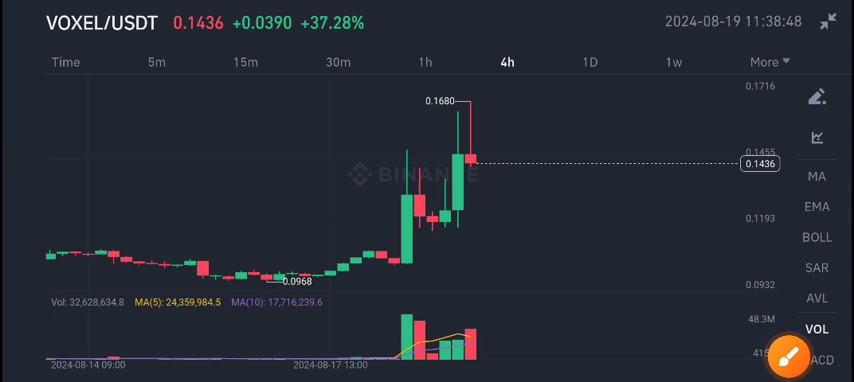 VOXEL/USDT 0.1436 +0.0390 +37.28% 2024-08-19 11:38:48
Time 5m 15m 30m 1h 4h 1D 1w More
0.1716
0.1680
0.1455
0.1436
BINANCE
MA
0.1193
EMA
BOLL
SAR
0.0968
0.0932
Vol: 32,628,634.8 MA(5): 24,359,984.5 MA(10): 17,716,239.6
AVL
48.3M
VOL
415
ACD
2024-08-14 09:00 2024-08-17 13:00